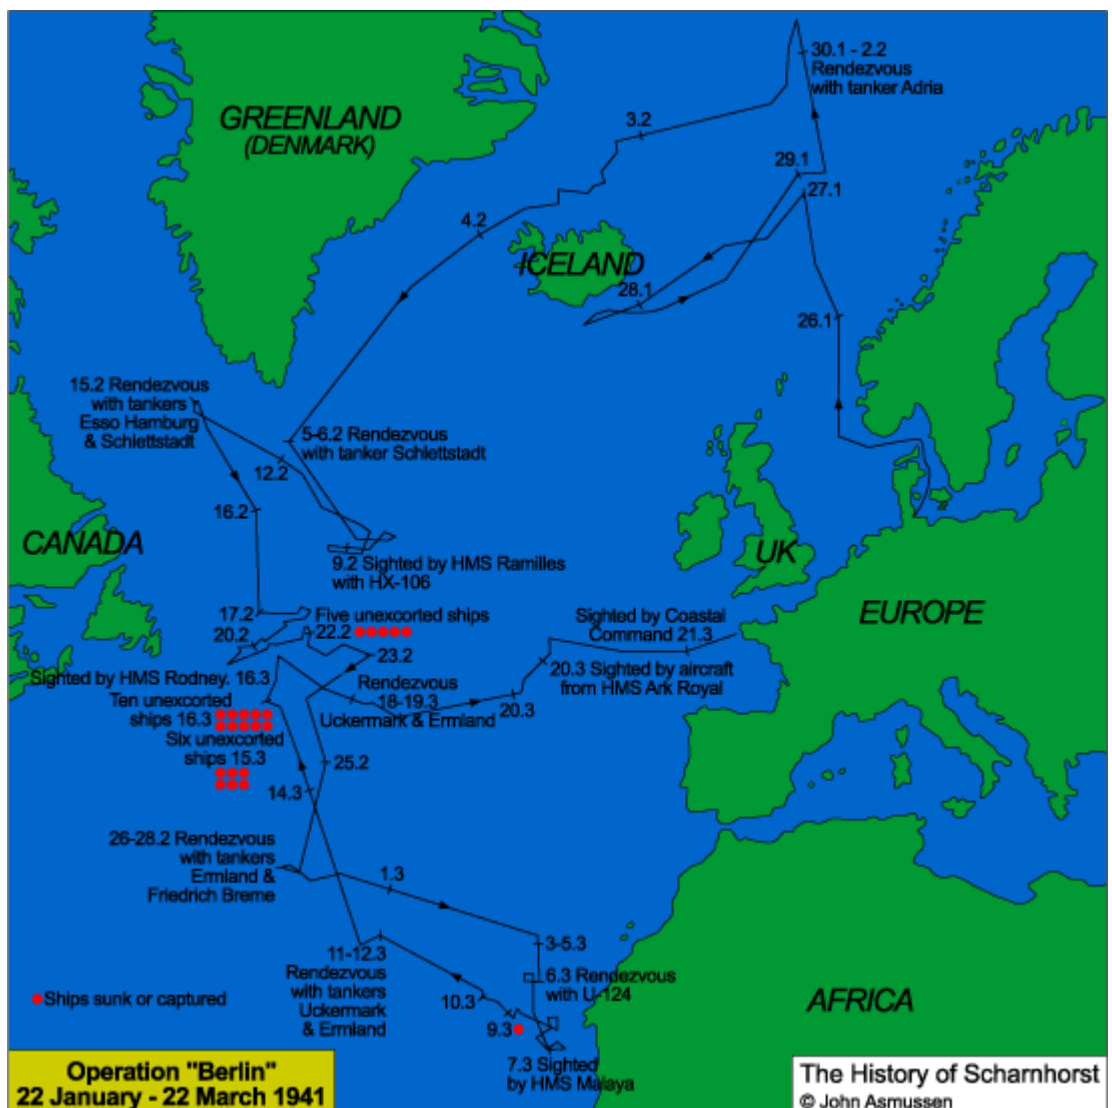 GREENLAND
(DENMARK)
30.1 - 2.2
Rendezvous
with tanker Adria
3.2
29.1
27.1
4.2
ICELAND
28.1
26.1
15.2 Rendezvous
with tankers
Esso Hamburg
& Schlettstadt
5-6.2 Rendezvous
with tanker Schlettstadt
12.2
16.2
CANADA
9.2 Sighted by HMS Ramilles
with HX-106
UK
EUROPE
17.2
Five unexcorted ships
20.2
22.2
23.2
Sighted by Coastal
Command 21.3
20.3 Sighted by aircraft
from HMS Ark Royal
Sighted by HMS Rodney. 16.3
Rendezvous
18-19.3
Uckermark & Ermland
20.3
Ten unexcorted
ships 16.3
Six unexcorted
ships 15.3
25.2
14.3
26-28.2 Rendezvous
with tankers
Ermland &
Friedrich Breme
1.3
3-5.3
11-12.3
Rendezvous
with tankers
Uckermark
& Ermland
6.3 Rendezvous
with U-124
10.3
9.3
7.3 Sighted
by HMS Malaya
AFRICA
Ships sunk or captured
Operation "Berlin"
22 January - 22 March 1941
The History of Scharnhorst
© John Asmussen